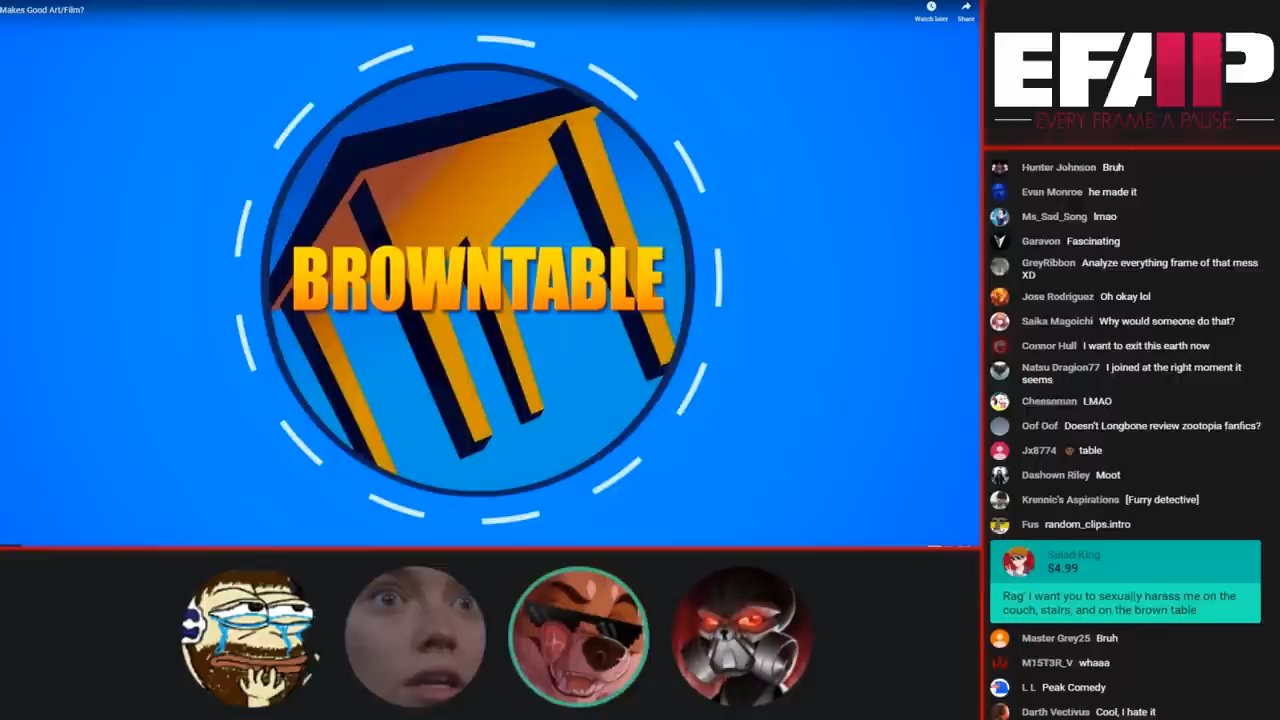 Makes Good Art/Film?
Watch later
Share
BROWNTABLE
EFAP
EVERY FRAME A PAUSE
Hunter Johnson Bruh
Evan Monroe he made it
Ms_Sad_Song lmao
Garavon Fascinating
GreyRibbon Analyze everything frame of that mess
XD
Jose Rodriguez Oh okay lol
Saika Magoichi Why would someone do that?
Connor Hull I want to exit this earth now
Natsu Dragion77 I joined at the right moment it
seems
Cheeseman LMAO
Oof Oof Doesn't Longbone review zootopia fanfics?
Jx8774 table
Dashown Riley Moot
Krennic's Aspirations [Furry detective]
Fus random_clips.intro
Salad King
$4.99
Rag' i want you to sexually harass me on the
couch, stairs, and on the brown table
Master Grey25 Bruh
M15T3R_V whaaa
L L Peak Comedy
Darth Vectivus Cool, I hate it